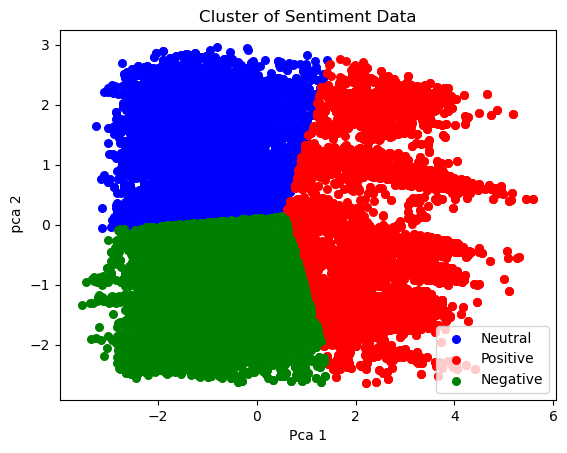 Cluster of Sentiment Data
3
2
1
0
−1
−2
pca 2
−2
0
2
4
6
Pca 1
Neutral
Positive
Negative